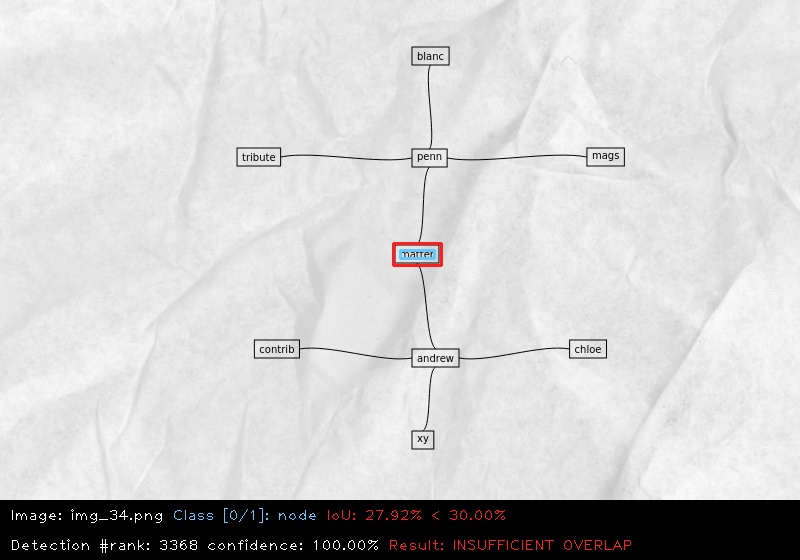 blanc
tribute
penn
mags
matter
contrib
andrew
chloe
xy
Image: img_34.png Class [0/1]: node IoU: 27.92% < 30.00%
Detection #rank: 3368 confidence: 100.00% Result: INSUFFICIENT OVERLAP